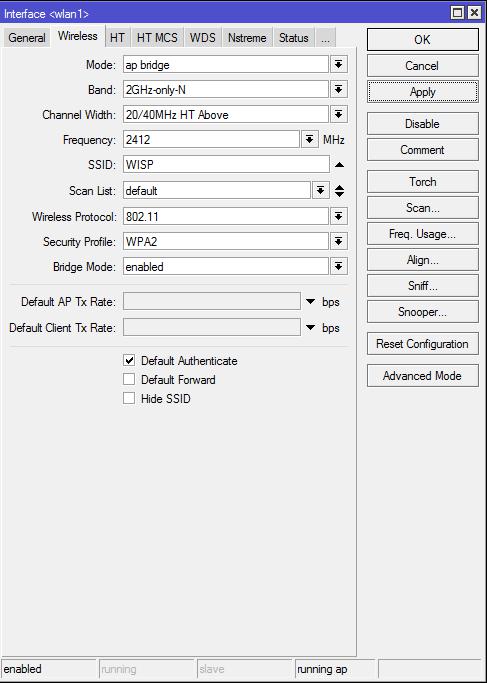 Interface <wlan1>
General Wireless HT HT MCS WDS Nstreme Status ...
Mode: ap bridge
Band: 2GHz-only-N
Channel Width: 20/40MHz HT Above
Frequency: 2412 MHz
SSID: WISP
Scan List: default
Wireless Protocol: 802.11
Security Profile: WPA2
Bridge Mode: enabled
Default AP Tx Rate: bps
Default Client Tx Rate: bps
Default Authenticate
Default Forward
Hide SSID
OK
Cancel
Apply
Disable
Comment
Torch
Scan...
Freq. Usage...
Align...
Sniff...
Snooper...
Reset Configuration
Advanced Mode
enabled running slave running ap